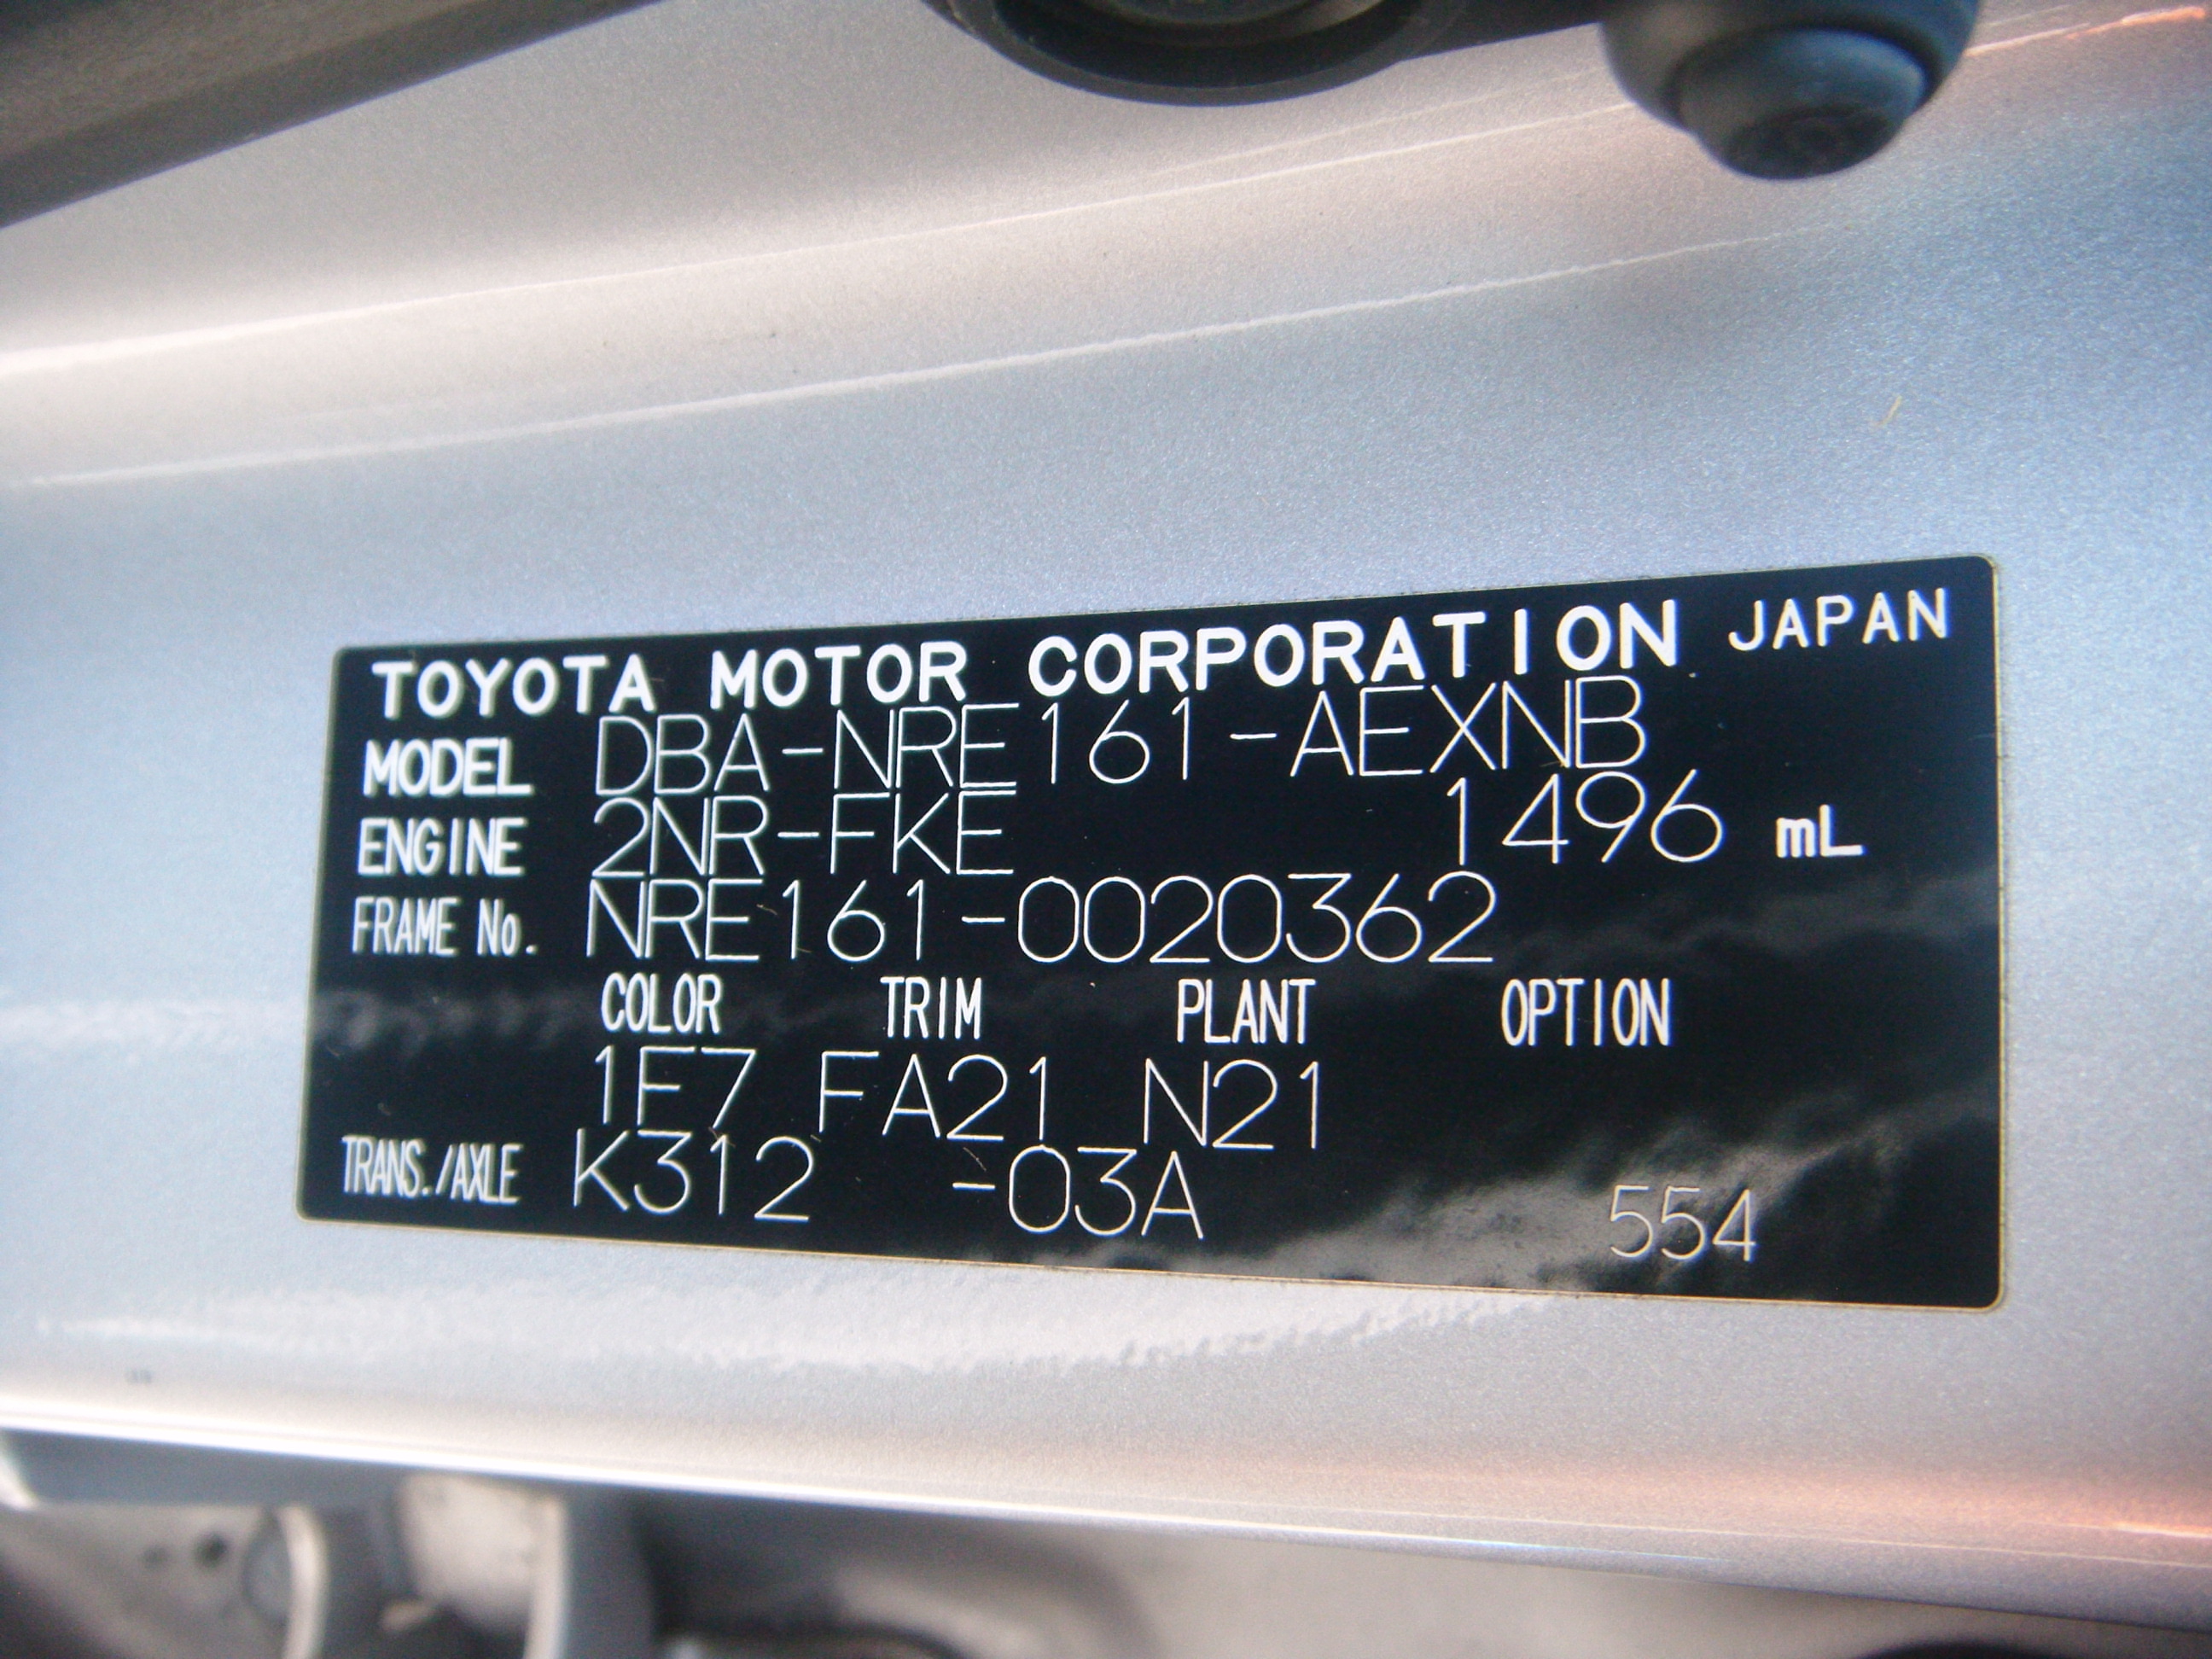 TOYOTA MOTOR CORPORATION JAPAN
MODEL DBA-NRE161-AEXNB
ENGINE 2NR-FKE 1496 mL
FRAME No. NRE161-0020362
COLOR TRIM PLANT OPTION
1F7 FA21 N21
TRANS./AXLE K312 -03A
554